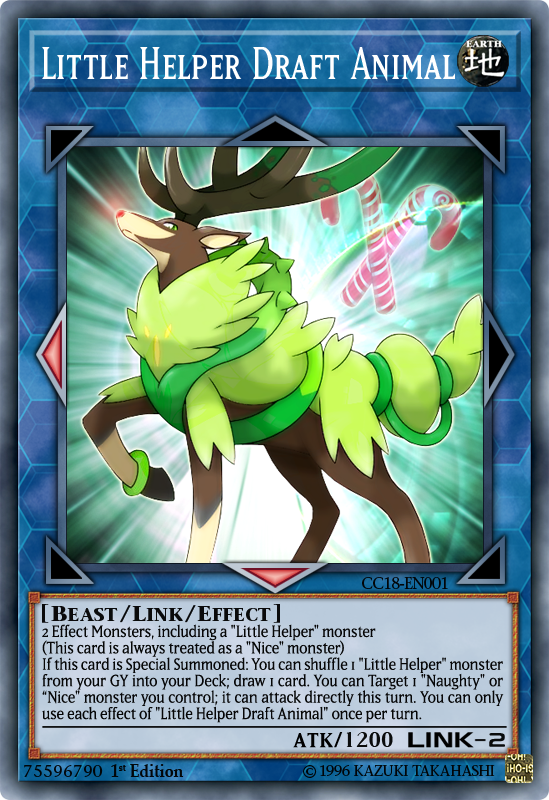 Little Helper Draft Animal
EARTH
地
CC18-EN001
[Beast/Link/Effect]
2 Effect Monsters, including a "Little Helper" monster
(This card is always treated as a "Nice" monster)
If this card is Special Summoned: You can shuffle 1 "Little Helper" monster
from your GY into your Deck; draw 1 card. You can Target 1 "Naughty" or
“Nice" monster you control; it can attack directly this turn. You can only
use each effect of "Little Helper Draft Animal" once per turn.
ATK/1200 LINK-2
75596790 1st Edition © 1996 KAZUKI TAKAHASHI